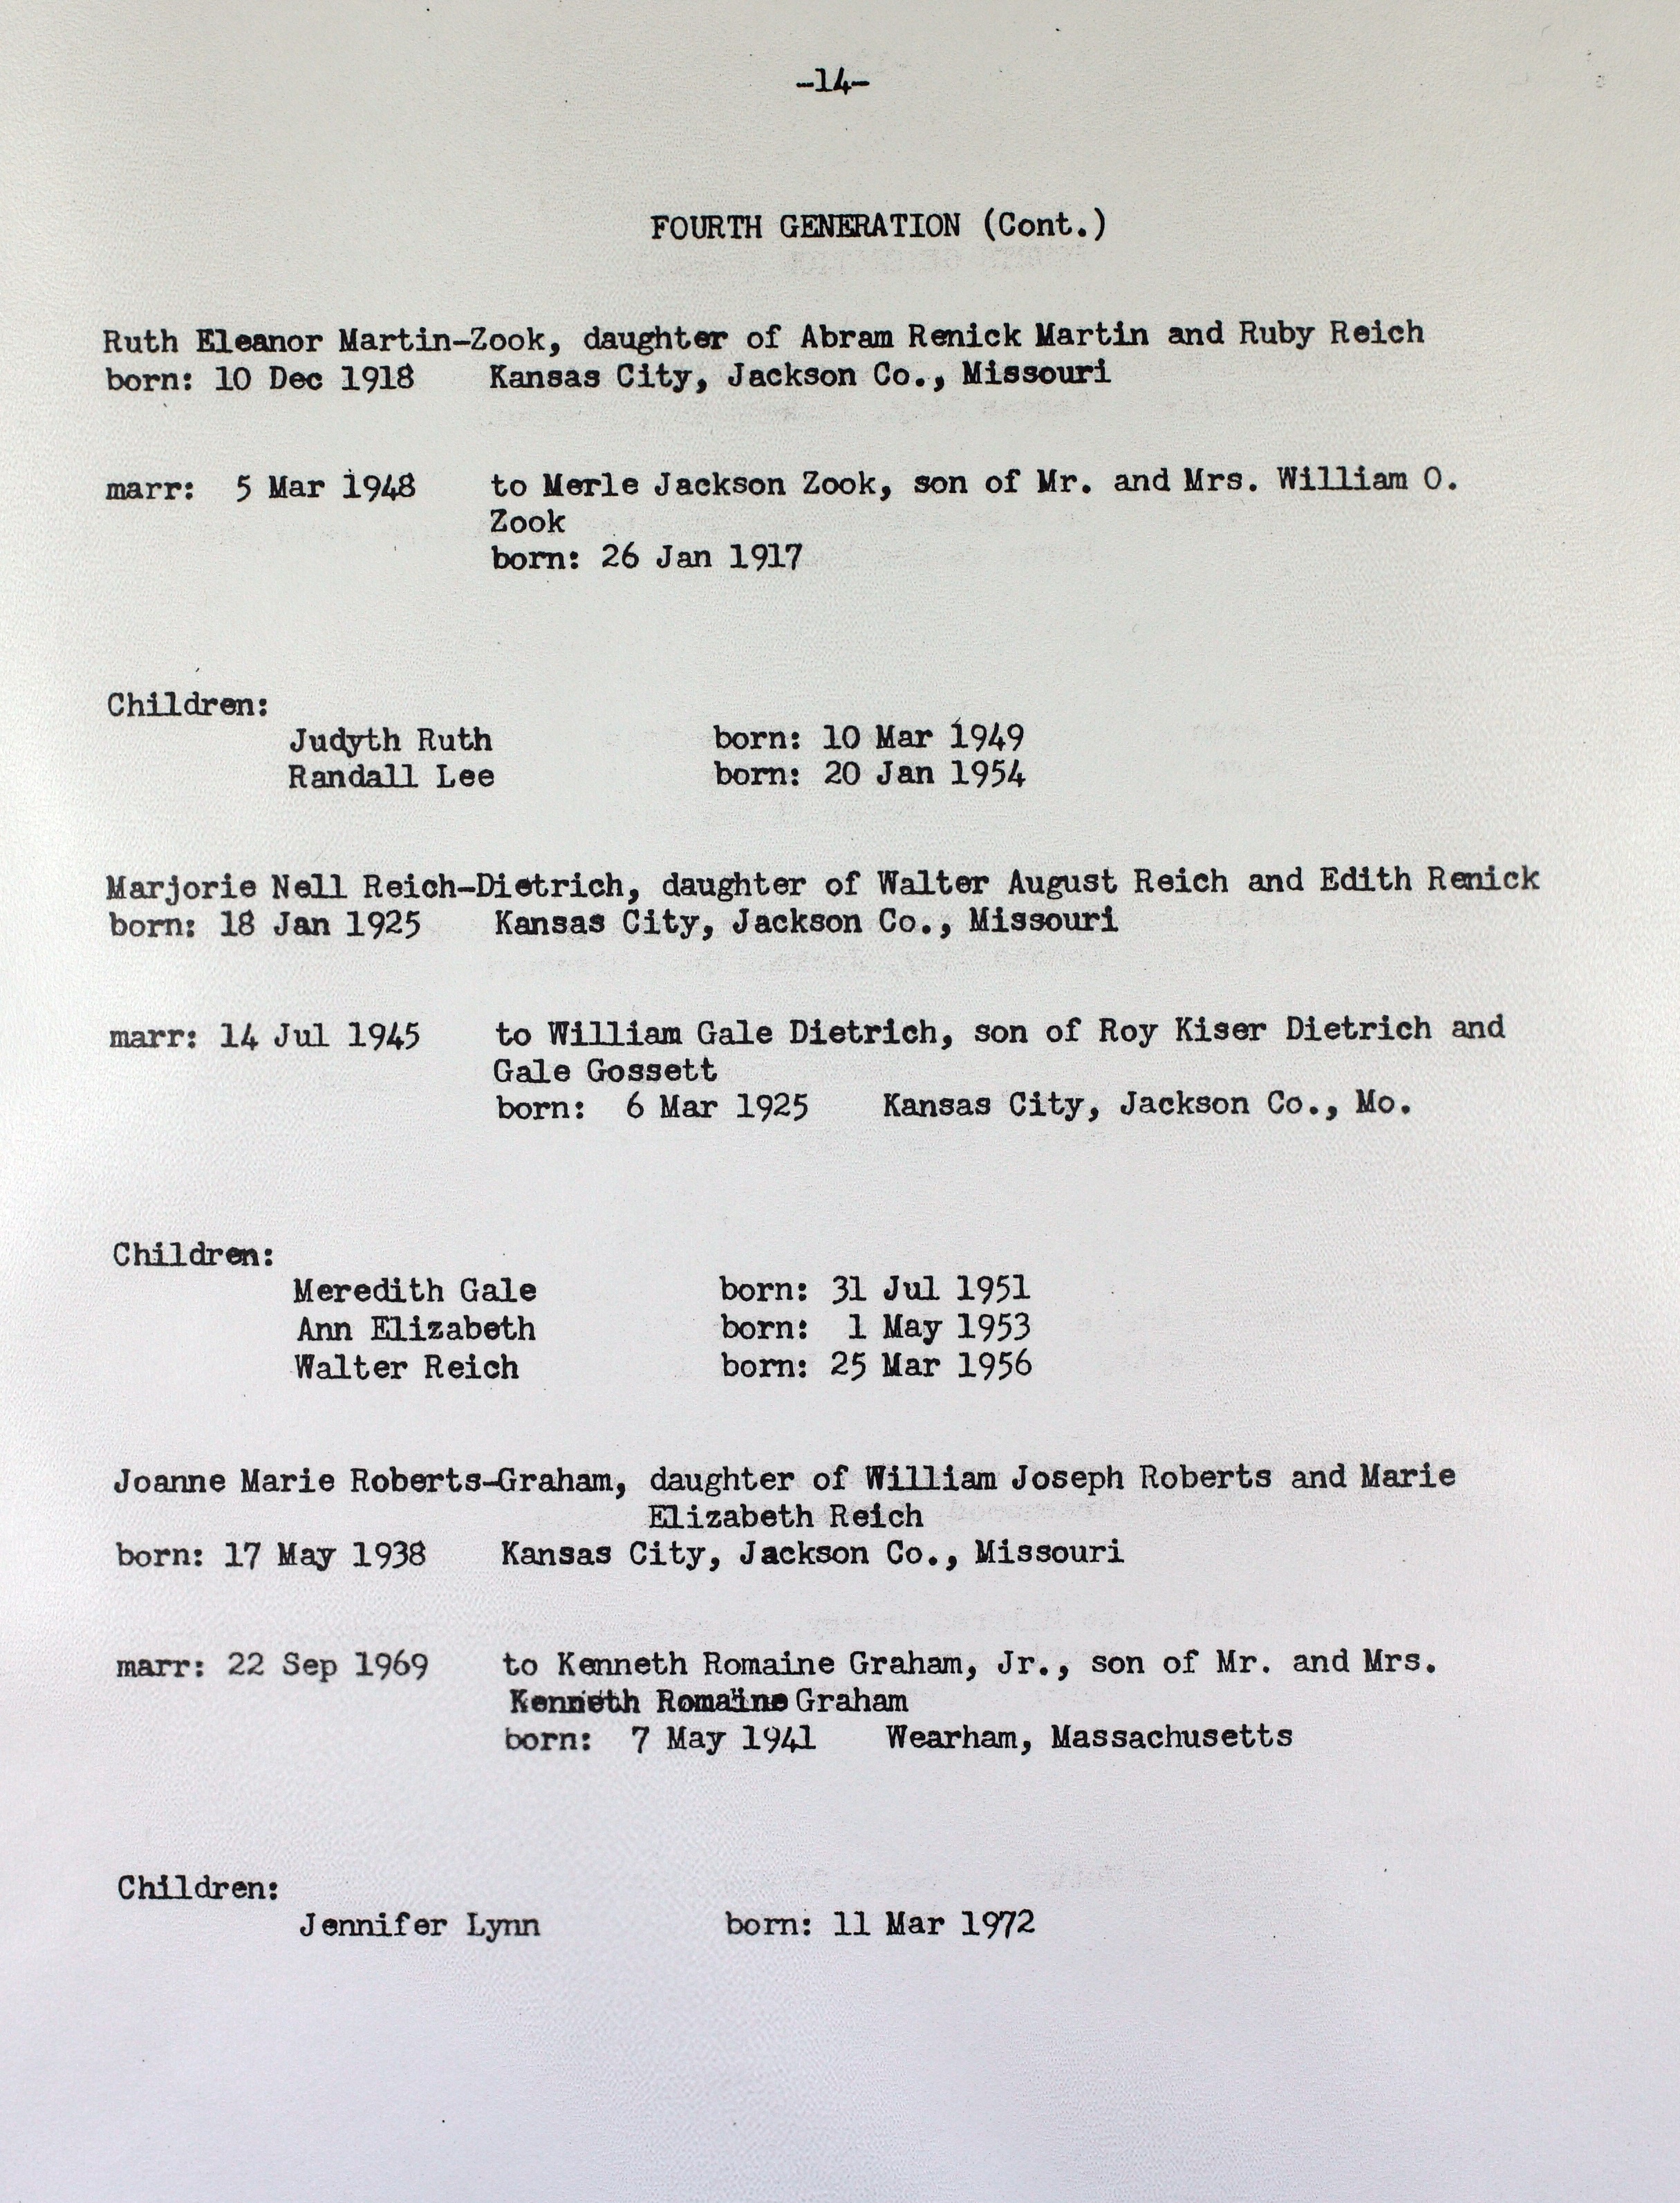 -14-
FOURTH GENERATION (Cont.)
Ruth Eleanor Martin-Zook, daughter of Abram Renick Martin and Ruby Reich
born: 10 Dec 1918 Kansas City, Jackson Co., Missouri
marr: 5 Mar 1948 to Merle Jackson Zook, son of Mr. and Mrs. William O.
Zook
born: 26 Jan 1917
Children:
Judyth Ruth born: 10 Mar 1949
Randall Lee born: 20 Jan 1954
Marjorie Nell Reich-Dietrich, daughter of Walter August Reich and Edith Renick
born: 18 Jan 1925 Kansas City, Jackson Co., Missouri
marr: 14 Jul 1945 to William Gale Dietrich, son of Roy Kiser Dietrich and
Gale Gossett
born: 6 Mar 1925 Kansas City, Jackson Co., Mo.
Children:
Meredith Gale born: 31 Jul 1951
Ann Elizabeth born: 1 May 1953
Walter Reich born: 25 Mar 1956
Joanne Marie Roberts-Graham, daughter of William Joseph Roberts and Marie
Elizabeth Reich
born: 17 May 1938 Kansas City, Jackson Co., Missouri
marr: 22 Sep 1969 to Kenneth Romaine Graham, Jr., son of Mr. and Mrs.
Kenneth Romaine Graham
born: 7 May 1941 Wearham, Massachusetts
Children:
Jennifer Lynn born: 11 Mar 1972